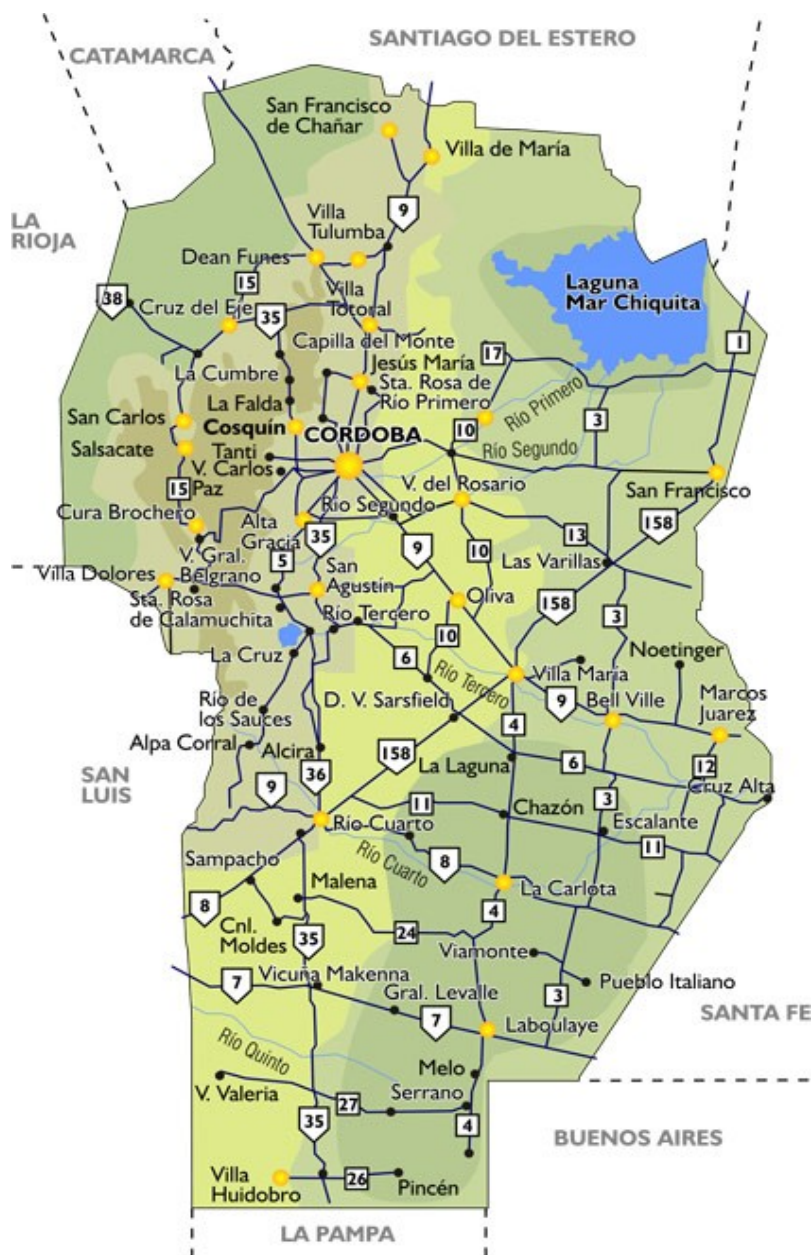 SANTIAGO DEL ESTERO
CATAMARCA
San Francisco
de Chañar
Villa de María
LA
RIOJA
9
Villa
Tulumba
Dean Funes
15
38
Cruz del Eje
35
Villa
Totoral
Laguna
Mar Chiquita
Capilla del Monte
17
1
La Cumbre
Jesús María
Sta. Rosa de
Río Primero
La Falda
San Carlos
Cosquín
CÓRDOBA
10
Río Primero
3
Río Segundo
Salsacate
Tanti
V. Carlos
Paz
15
V. del Rosario
San Francisco
Cura Brochero
Alta
Gracia
Río Segundo
35
9
10
13
158
V. Gral.
Belgrano
5
San
Agustín
Las Varillas
Villa Dolores
Sta. Rosa
de Calamuchita
Río Tercero
Oliva
158
3
10
La Cruz
6
Río Tercero
Villa María
Noetinger
9
Bell Ville
Marcos
Juarez
Río de
los Sauces
D. V. Sarsfield
4
Alpa Corral
Alcira
158
La Laguna
6
12
SAN
LUIS
36
9
Cruz Alta
11
Chazón
3
Escalante
11
Río Cuarto
Río Cuarto
8
Sampacho
La Carlota
Malena
8
4
Cnl.
Moldes
35
24
Viamonte
Pueblo Italiano
7
Vicuña Makenna
Gral. Levalle
7
3
SANTA FE
Laboulaye
Río Quinto
Melo
V. Valeria
27
Serrano
35
4
BUENOS AIRES
Villa
Huidobro
26
Pincén
LA PAMPA